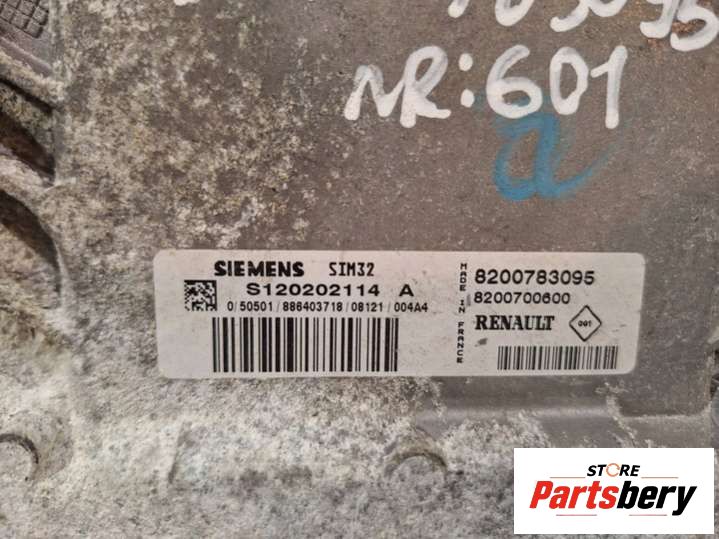 NR:601
a
SIEMENS SIM32
S120202114 A
0/50501/886403718/08121/004A4
MADE IN FRANCE
8200783095
8200700600
RENAULT
001
STORE
Partsbery